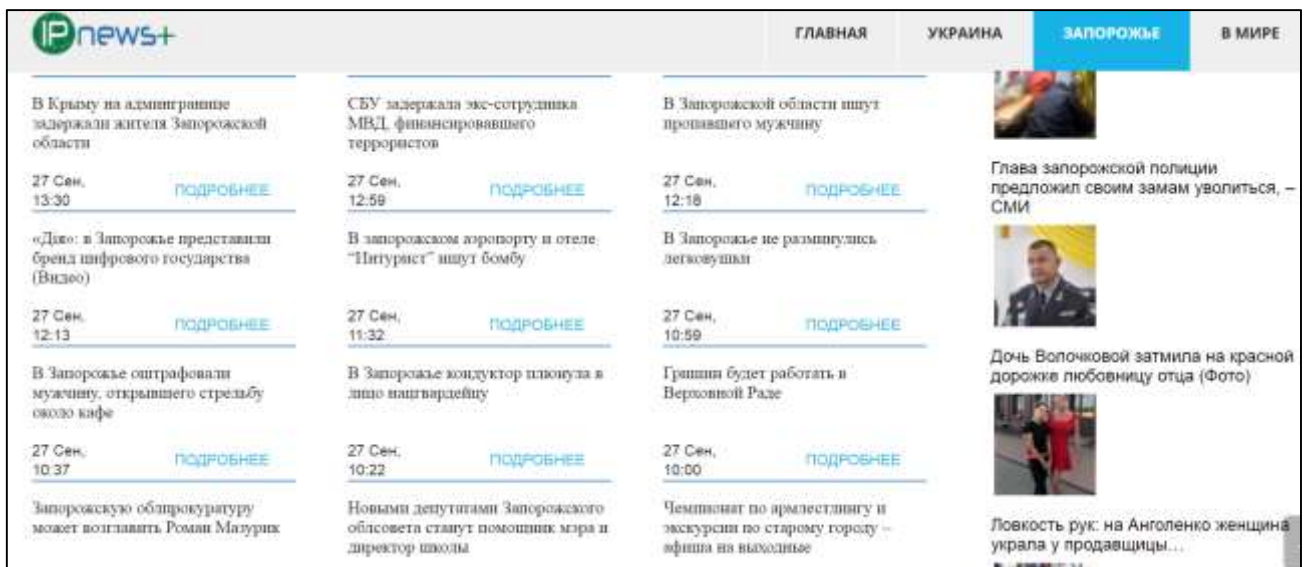 IPnews+
ГЛАВНАЯ
УКРАИНА
ЗАПОРОЖЬЕ
В МИРЕ
В Крыму на админгранице
задержали жителя Запорожской
области
27 Сен,
13:30
ПОДРОБНЕЕ
СБУ задержала экс-сотрудника
МВД, финансировавшего
террористов
27 Сен,
12:59
ПОДРОБНЕЕ
В Запорожской области ищут
пропавшего мужчину
27 Сен,
12:18
ПОДРОБНЕЕ
«Дія»: в Запорожье представили
бренд цифрового государства
(Видео)
27 Сен,
12:13
ПОДРОБНЕЕ
В запорожском аэропорту и отеле
“Интурист” ищут бомбу
27 Сен,
11:32
ПОДРОБНЕЕ
В Запорожье не разминулись
легковушки
27 Сен,
10:59
ПОДРОБНЕЕ
В Запорожье оштрафовали
мужчину, открывшего стрельбу
около кафе
27 Сен,
10:37
ПОДРОБНЕЕ
В Запорожье кондуктор плюнула в
лицо нацгвардейцу
27 Сен,
10:22
ПОДРОБНЕЕ
Гришин будет работать в
Верховной Раде
27 Сен,
10:00
ПОДРОБНЕЕ
Запорожскую облпрокуратуру
может возглавить Роман Мазурик
Новыми депутатами Запорожского
облсовета станут помощник мэра и
директор школы
Чемпионат по армлестлингу и
экскурсии по старому городу –
афиша на выходные
Глава запорожской полиции
предложил своим замам уволиться, –
СМИ
Дочь Волочковой затмила на красной
дорожке любовницу отца (Фото)
Ловкость рук: на Анголенко женщина
украла у продавщицы…